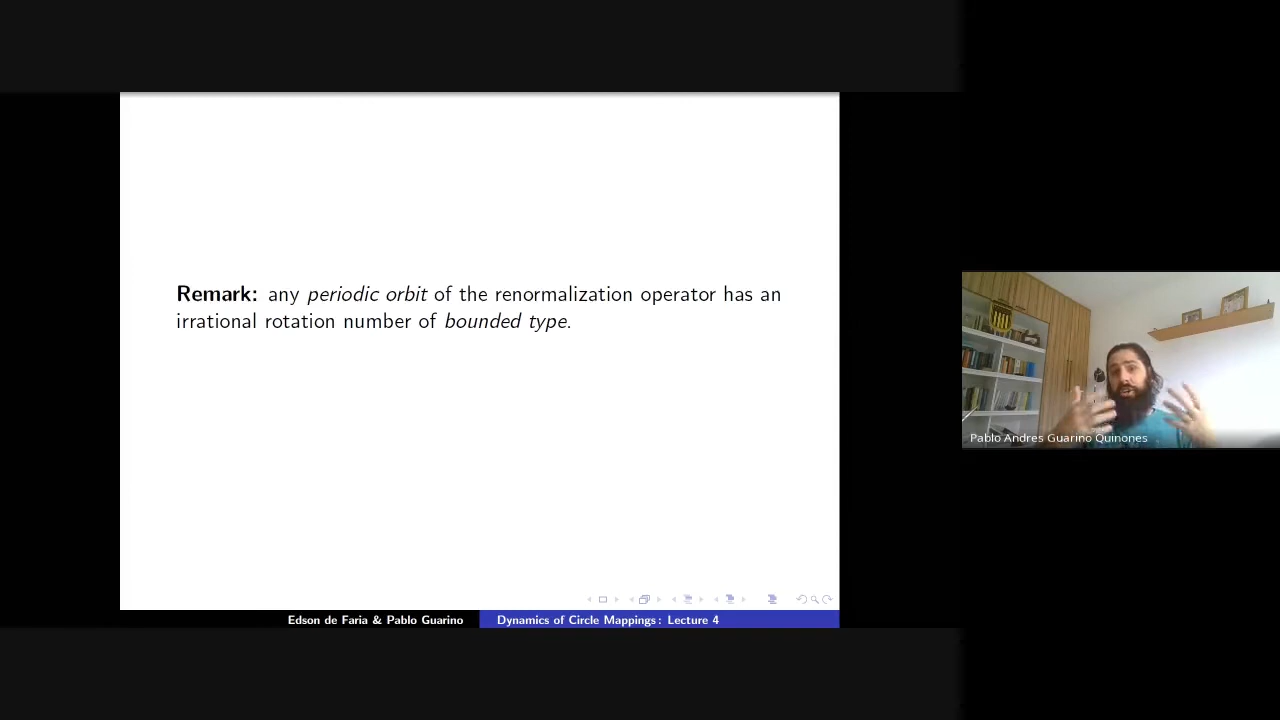 Remark: any periodic orbit of the renormalization operator has an
irrational rotation number of bounded type.
Pablo Andres Guarino Quinones
Edson de Faria & Pablo Guarino
Dynamics of Circle Mappings: Lecture 4